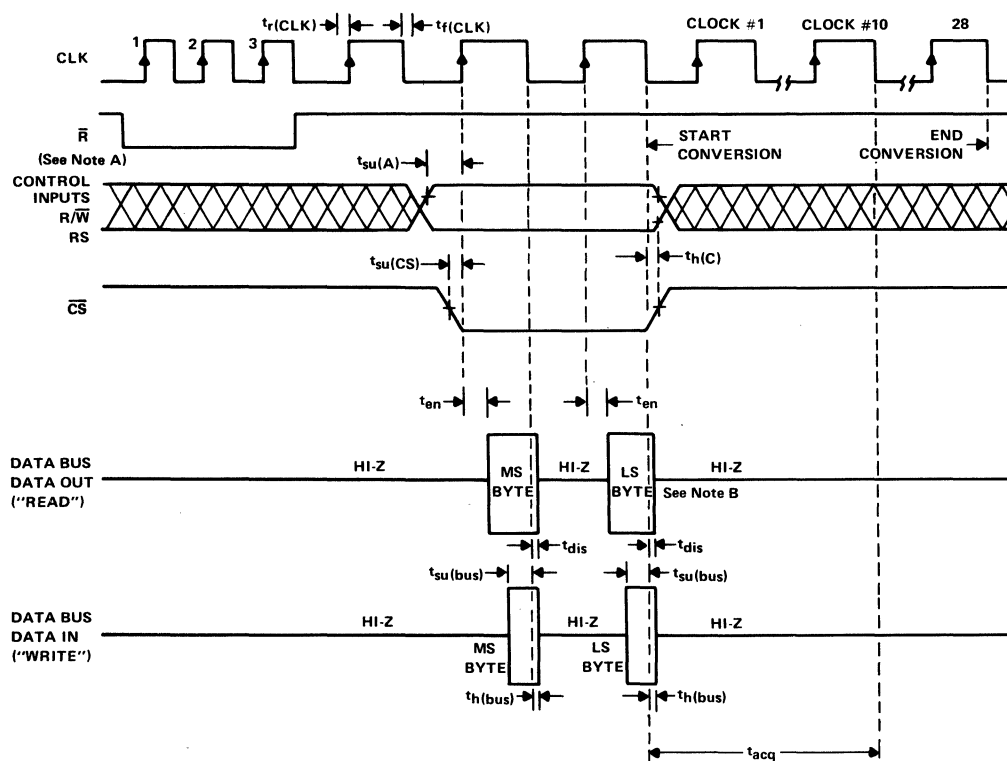 tr(CLK)
tf(CLK)
CLOCK #1
CLOCK #10
28
1
2
3
CLK
R̅
(See Note A)
START
CONVERSION
END
CONVERSION
tsu(A)
CONTROL
INPUTS
R/W̅
RS
tsu(CS)
th(C)
C̅S̅
ten
ten
DATA BUS
DATA OUT
("READ")
HI-Z
MS
BYTE
HI-Z
LS
BYTE
HI-Z
See Note B
tdis
tdis
tsu(bus)
tsu(bus)
DATA BUS
DATA IN
("WRITE")
HI-Z
MS
BYTE
HI-Z
LS
BYTE
HI-Z
th(bus)
th(bus)
tacq